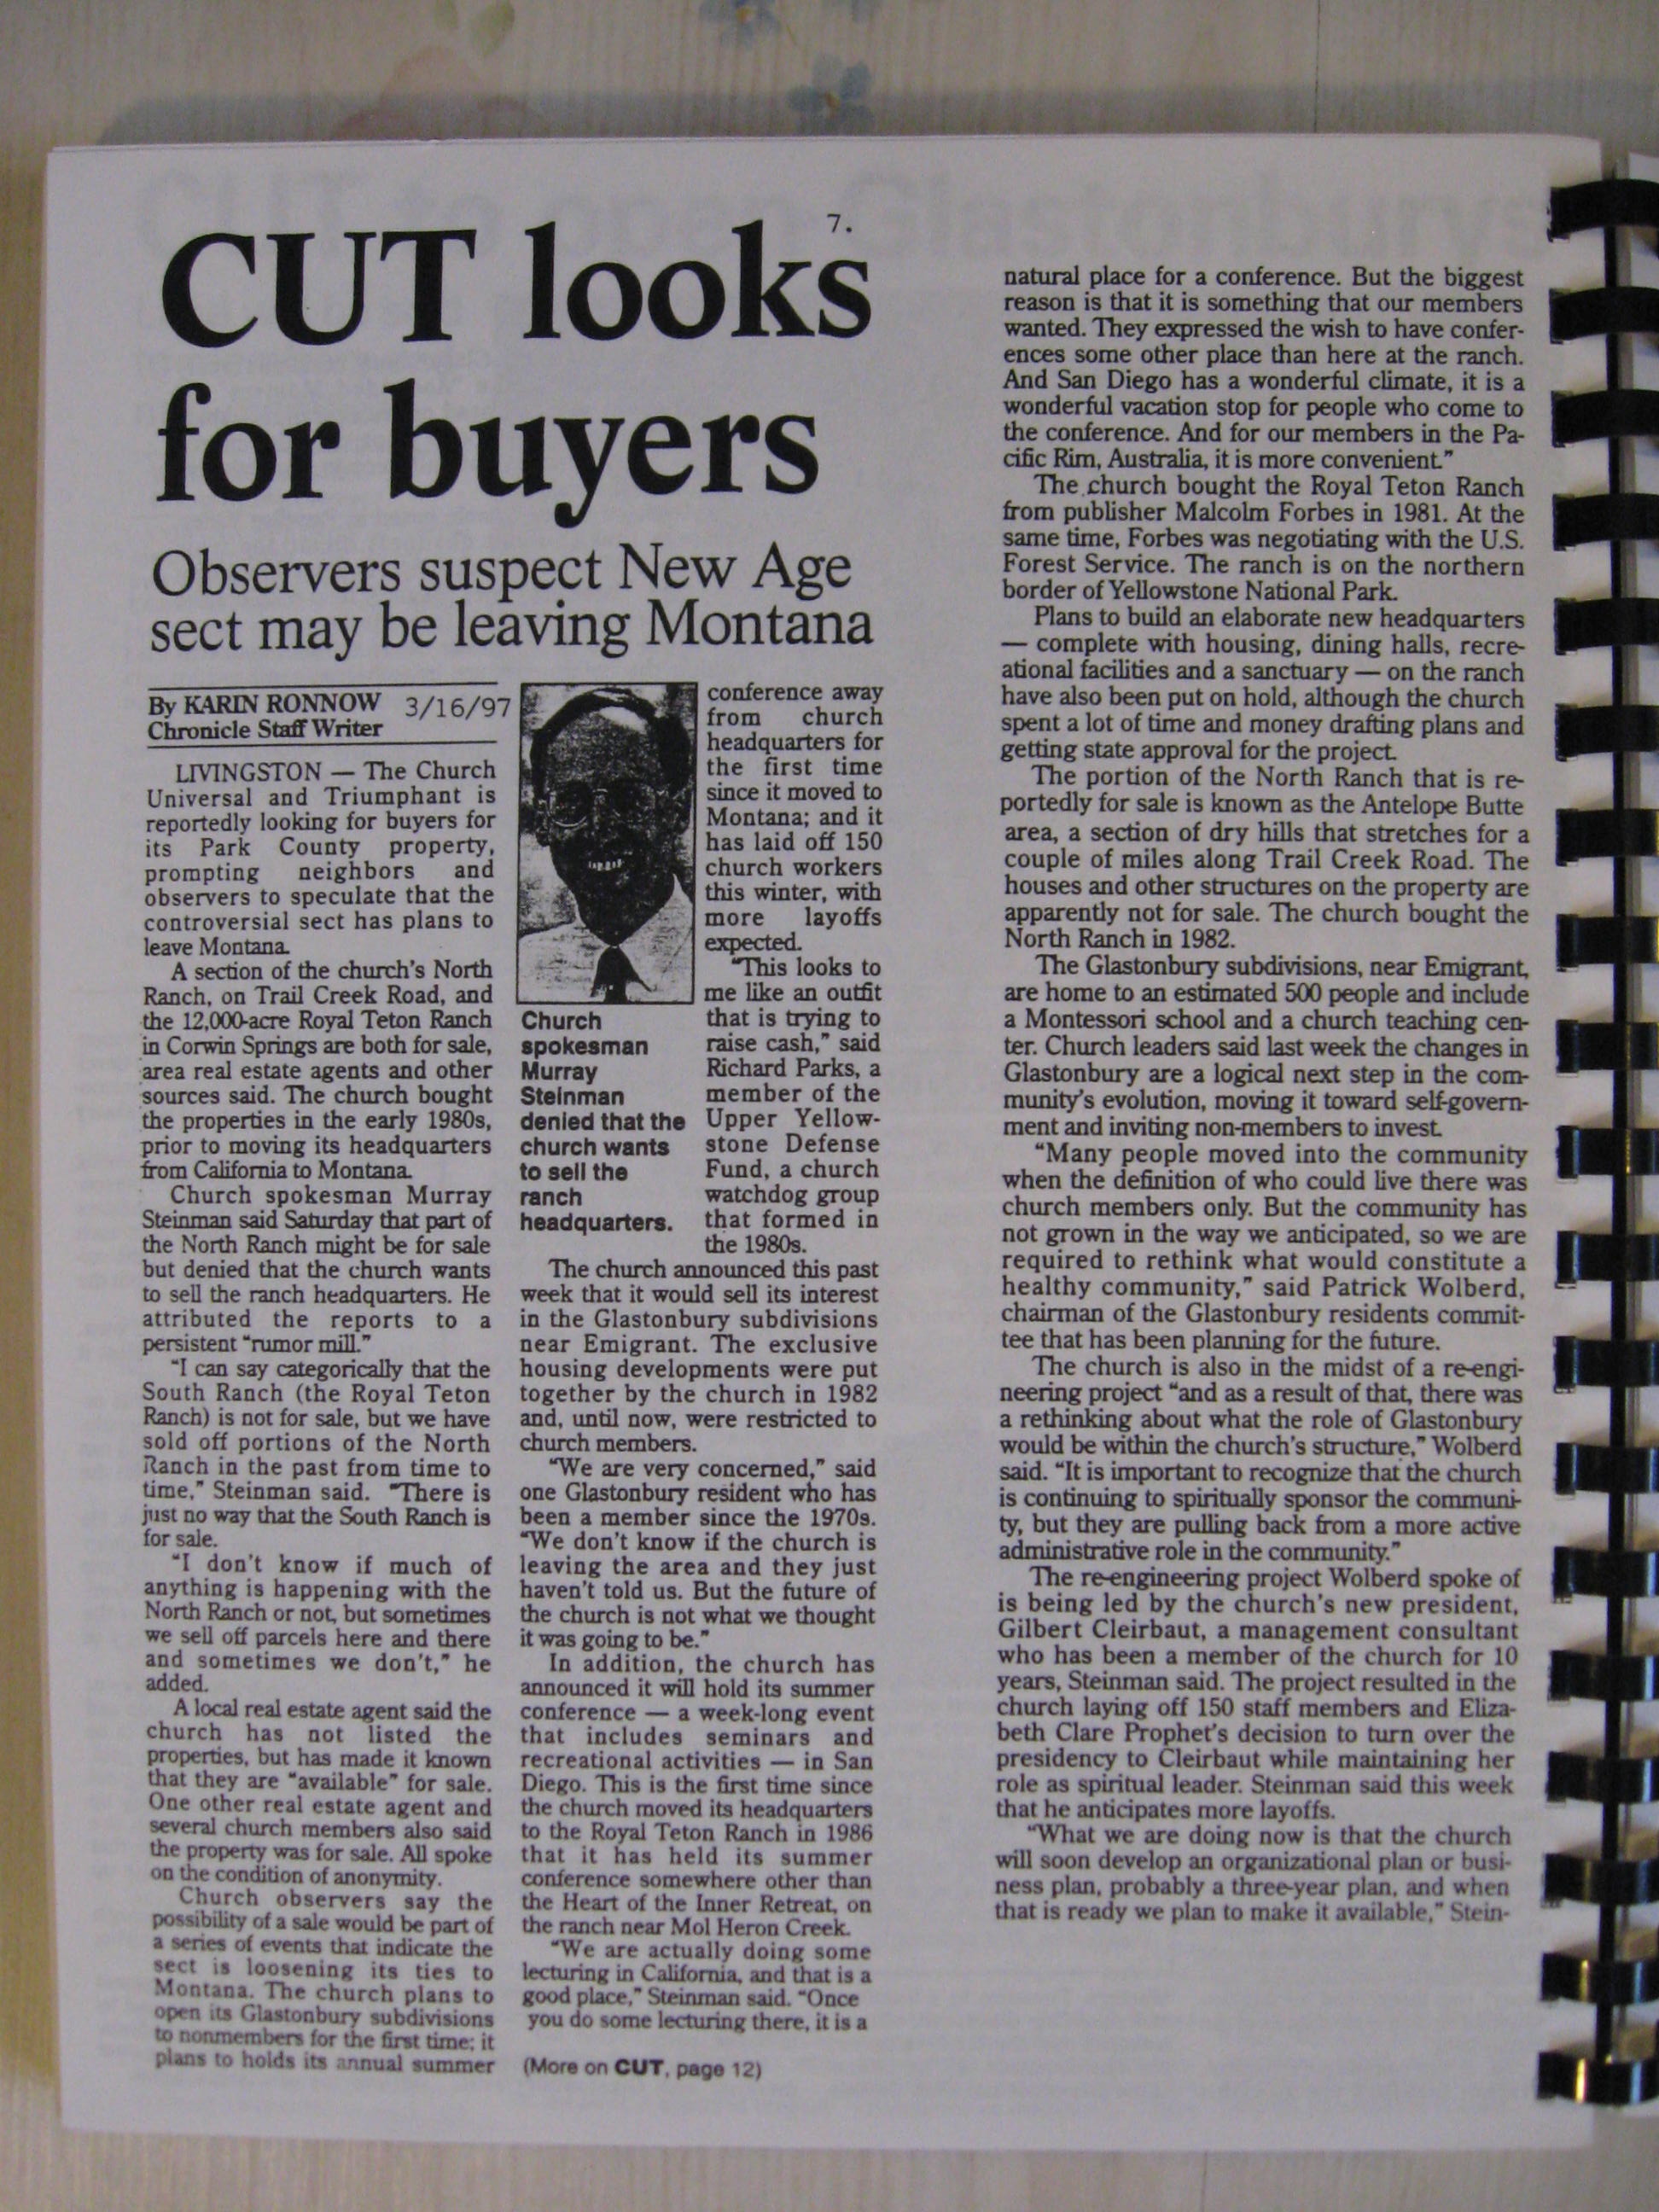 7.
CUT looks
for buyers
Observers suspect New Age
sect may be leaving Montana
By KARIN RONNOW 3/16/97
Chronicle Staff Writer
LIVINGSTON — The Church
Universal and Triumphant is
reportedly looking for buyers for
its Park County property,
prompting neighbors and
observers to speculate that the
controversial sect has plans to
leave Montana.
A section of the church's North
Ranch, on Trail Creek Road, and
the 12,000-acre Royal Teton Ranch
in Corwin Springs are both for sale,
area real estate agents and other
sources said. The church bought
the properties in the early 1980s,
prior to moving its headquarters
from California to Montana.
Church spokesman Murray
Steinman said Saturday that part of
the North Ranch might be for sale
but denied that the church wants
to sell the ranch headquarters. He
attributed the reports to a
persistent "rumor mill."
"I can say categorically that the
South Ranch (the Royal Teton
Ranch) is not for sale, but we have
sold off portions of the North
Ranch in the past from time to
time," Steinman said. "There is
just no way that the South Ranch is
for sale.
"I don't know if much of
anything is happening with the
North Ranch or not, but sometimes
we sell off parcels here and there
and sometimes we don't," he
added.
A local real estate agent said the
church has not listed the
properties, but has made it known
that they are "available" for sale.
One other real estate agent and
several church members also said
the property was for sale. All spoke
on the condition of anonymity.
Church observers say the
possibility of a sale would be part of
a series of events that indicate the
sect is loosening its ties to
Montana. The church plans to
open its Glastonbury subdivisions
to nonmembers for the first time; it
plans to holds its annual summer
Church
spokesman
Murray
Steinman
denied that the
church wants
to sell the
ranch
headquarters.
conference away
from church
headquarters for
the first time
since it moved to
Montana; and it
has laid off 150
church workers
this winter, with
more layoffs
expected.
"This looks to
me like an outfit
that is trying to
raise cash," said
Richard Parks, a
member of the
Upper Yellow-
stone Defense
Fund, a church
watchdog group
that formed in
the 1980s.
The church announced this past
week that it would sell its interest
in the Glastonbury subdivisions
near Emigrant. The exclusive
housing developments were put
together by the church in 1982
and, until now, were restricted to
church members.
"We are very concerned," said
one Glastonbury resident who has
been a member since the 1970s.
"We don't know if the church is
leaving the area and they just
haven't told us. But the future of
the church is not what we thought
it was going to be."
In addition, the church has
announced it will hold its summer
conference — a week-long event
that includes seminars and
recreational activities — in San
Diego. This is the first time since
the church moved its headquarters
to the Royal Teton Ranch in 1986
that it has held its summer
conference somewhere other than
the Heart of the Inner Retreat, on
the ranch near Mol Heron Creek.
"We are actually doing some
lecturing in California, and that is a
good place," Steinman said. "Once
you do some lecturing there, it is a
(More on CUT, page 12)
natural place for a conference. But the biggest
reason is that it is something that our members
wanted. They expressed the wish to have confer-
ences some other place than here at the ranch.
And San Diego has a wonderful climate, it is a
wonderful vacation stop for people who come to
the conference. And for our members in the Pa-
cific Rim, Australia, it is more convenient."
The church bought the Royal Teton Ranch
from publisher Malcolm Forbes in 1981. At the
same time, Forbes was negotiating with the U.S.
Forest Service. The ranch is on the northern
border of Yellowstone National Park.
Plans to build an elaborate new headquarters
— complete with housing, dining halls, recre-
ational facilities and a sanctuary — on the ranch
have also been put on hold, although the church
spent a lot of time and money drafting plans and
getting state approval for the project.
The portion of the North Ranch that is re-
portedly for sale is known as the Antelope Butte
area, a section of dry hills that stretches for a
couple of miles along Trail Creek Road. The
houses and other structures on the property are
apparently not for sale. The church bought the
North Ranch in 1982.
The Glastonbury subdivisions, near Emigrant,
are home to an estimated 500 people and include
a Montessori school and a church teaching cen-
ter. Church leaders said last week the changes in
Glastonbury are a logical next step in the com-
munity's evolution, moving it toward self-govern-
ment and inviting non-members to invest.
"Many people moved into the community
when the definition of who could live there was
church members only. But the community has
not grown in the way we anticipated, so we are
required to rethink what would constitute a
healthy community," said Patrick Wolberd,
chairman of the Glastonbury residents commit-
tee that has been planning for the future.
The church is also in the midst of a re-engi-
neering project "and as a result of that, there was
a rethinking about what the role of Glastonbury
would be within the church's structure," Wolberd
said. "It is important to recognize that the church
is continuing to spiritually sponsor the communi-
ty, but they are pulling back from a more active
administrative role in the community."
The re-engineering project Wolberd spoke of
is being led by the church's new president,
Gilbert Cleirbaut, a management consultant
who has been a member of the church for 10
years, Steinman said. The project resulted in the
church laying off 150 staff members and Eliza-
beth Clare Prophet's decision to turn over the
presidency to Cleirbaut while maintaining her
role as spiritual leader. Steinman said this week
that he anticipates more layoffs.
"What we are doing now is that the church
will soon develop an organizational plan or busi-
ness plan, probably a three-year plan, and when
that is ready we plan to make it available," Stein-